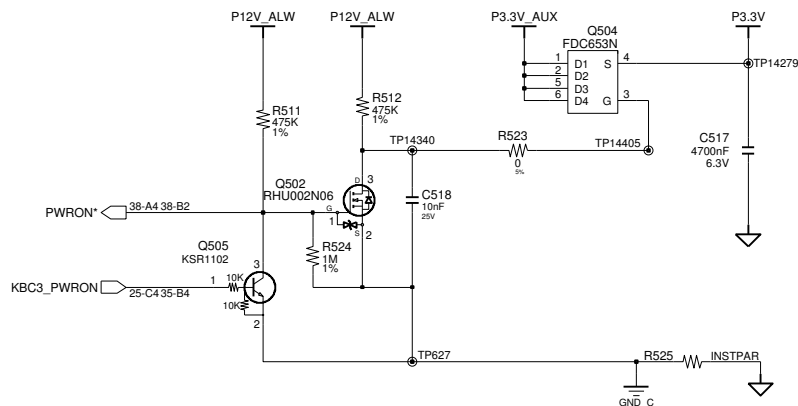 P12V_ALW
P12V_ALW
P3.3V_AUX
P3.3V
Q504
FDC653N
1
2
5
6
D1
D2
D3
D4
S
G
4
3
TP14279
R511
475K
1%
R512
475K
1%
TP14340
R523
0
5%
TP14405
C517
4700nF
6.3V
Q502
RHU002N06
D
3
G
1
S
2
C518
10nF
25V
PWRON*
38-A4 38-B2
R524
1M
1%
Q505
KSR1102
3
10K
1
10K
2
KBC3_PWRON
25-C4 35-B4
TP627
R525
INSTPAR
GND_C